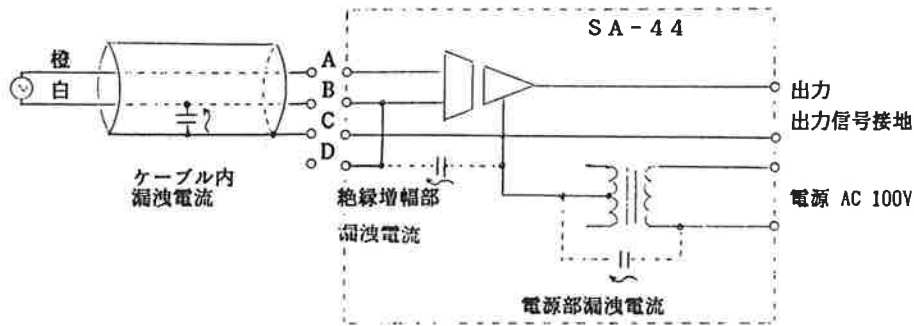 SA-44
橙
白
A
B
C
D
出力
出力信号接地
ケーブル内
漏洩電流
絶縁増幅部
漏洩電流
電源 AC 100V
電源部漏洩電流